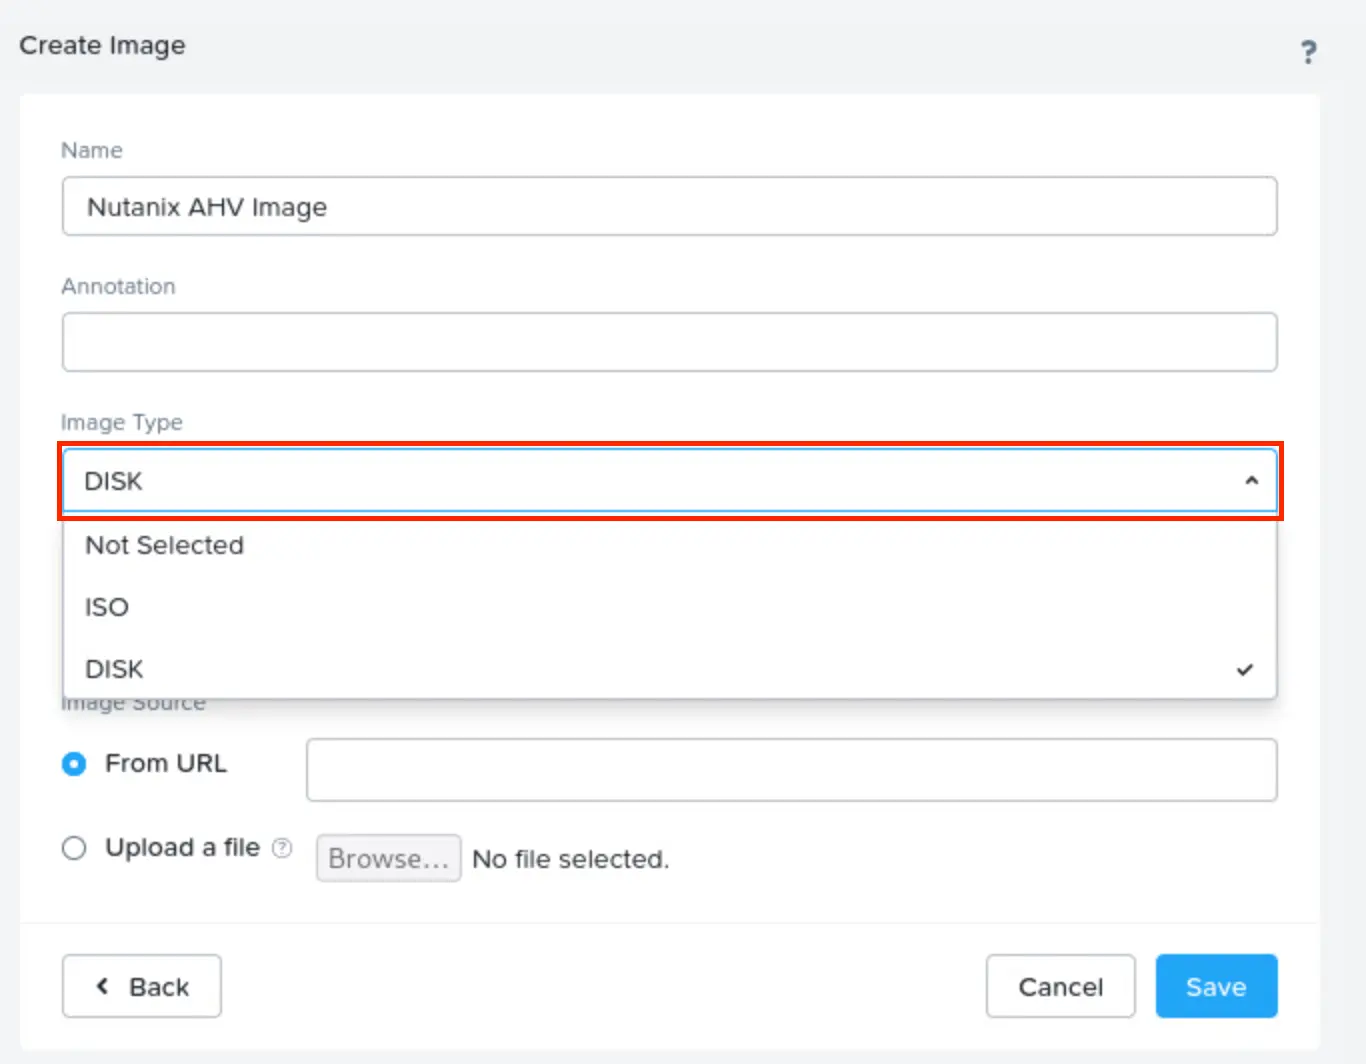 Create Image
?
Name
Nutanix AHV Image
Annotation
Image Type
DISK
Not Selected
ISO
DISK
Image Source
From URL
Upload a file ?
Browse... No file selected.
Back
Cancel
Save